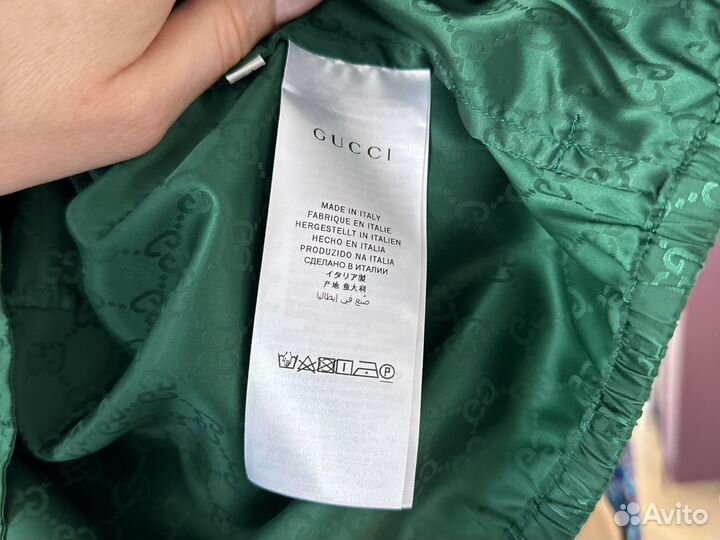 GUCCI
MADE IN ITALY
FABRIQUE EN ITALIE
HERGESTELLT IN ITALIEN
HECHO EN ITALIA
PRODUZIDO NA ITALIA
СДЕЛАНО В ИТАЛИИ
イタリア製
产地 意大利
صنع في إيطاليا
P
Avito